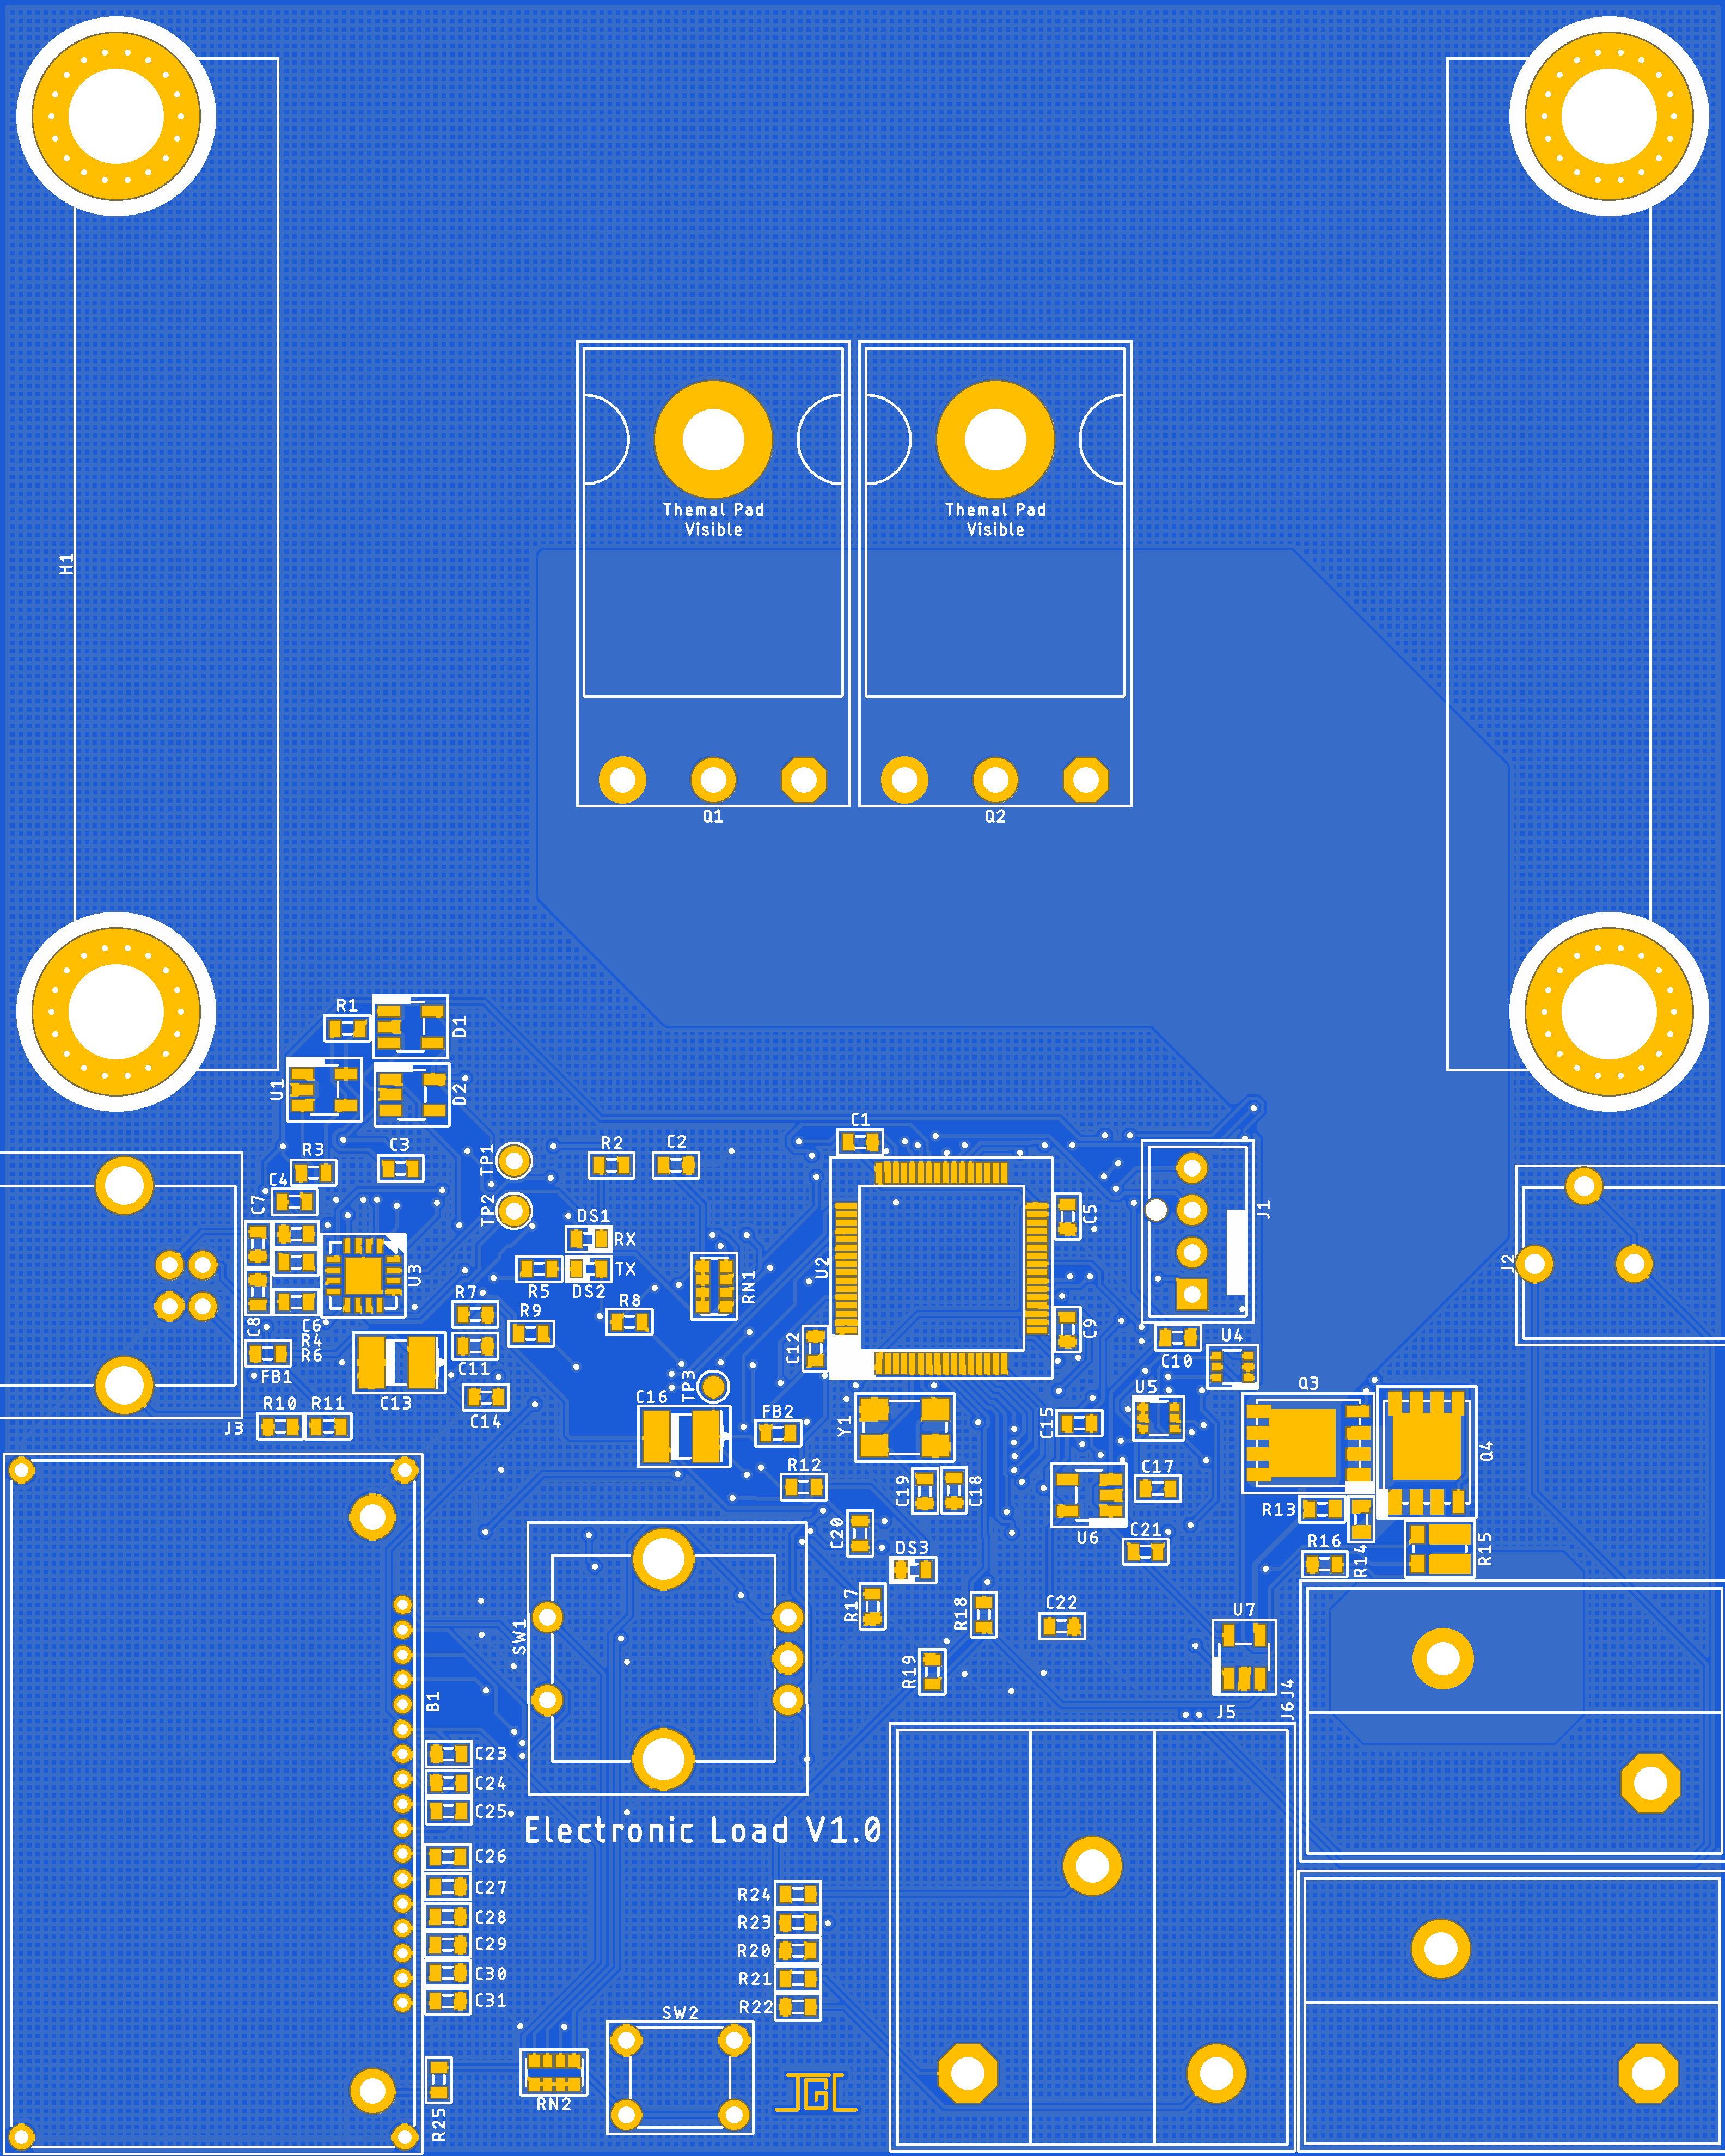 Themal Pad
Visible
Themal Pad
Visible
H1
Q1
Q2
R1
D1
U1
D2
C1
R3
C3
TP1
R2
C2
C4
C7
TP2
DS1
RX
C5
J1
U3
R5
TX
DS2
RN1
U2
J2
R7
R9
R8
C8
C6
R4
R6
FB1
C11
C12
C9
C10
U4
C13
C14
TP3
C16
FB2
Y1
C15
U5
Q3
Q4
J3
R10
R11
R12
C19
C18
C17
R13
U6
C20
DS3
C21
R16
R14
R15
R17
R18
C22
U7
SW1
R19
B1
J5
J4
J6
C23
C24
C25
Electronic Load V1.0
C26
C27
C28
C29
C30
C31
R24
R23
R20
R21
R22
SW2
R25
RN2
JGL